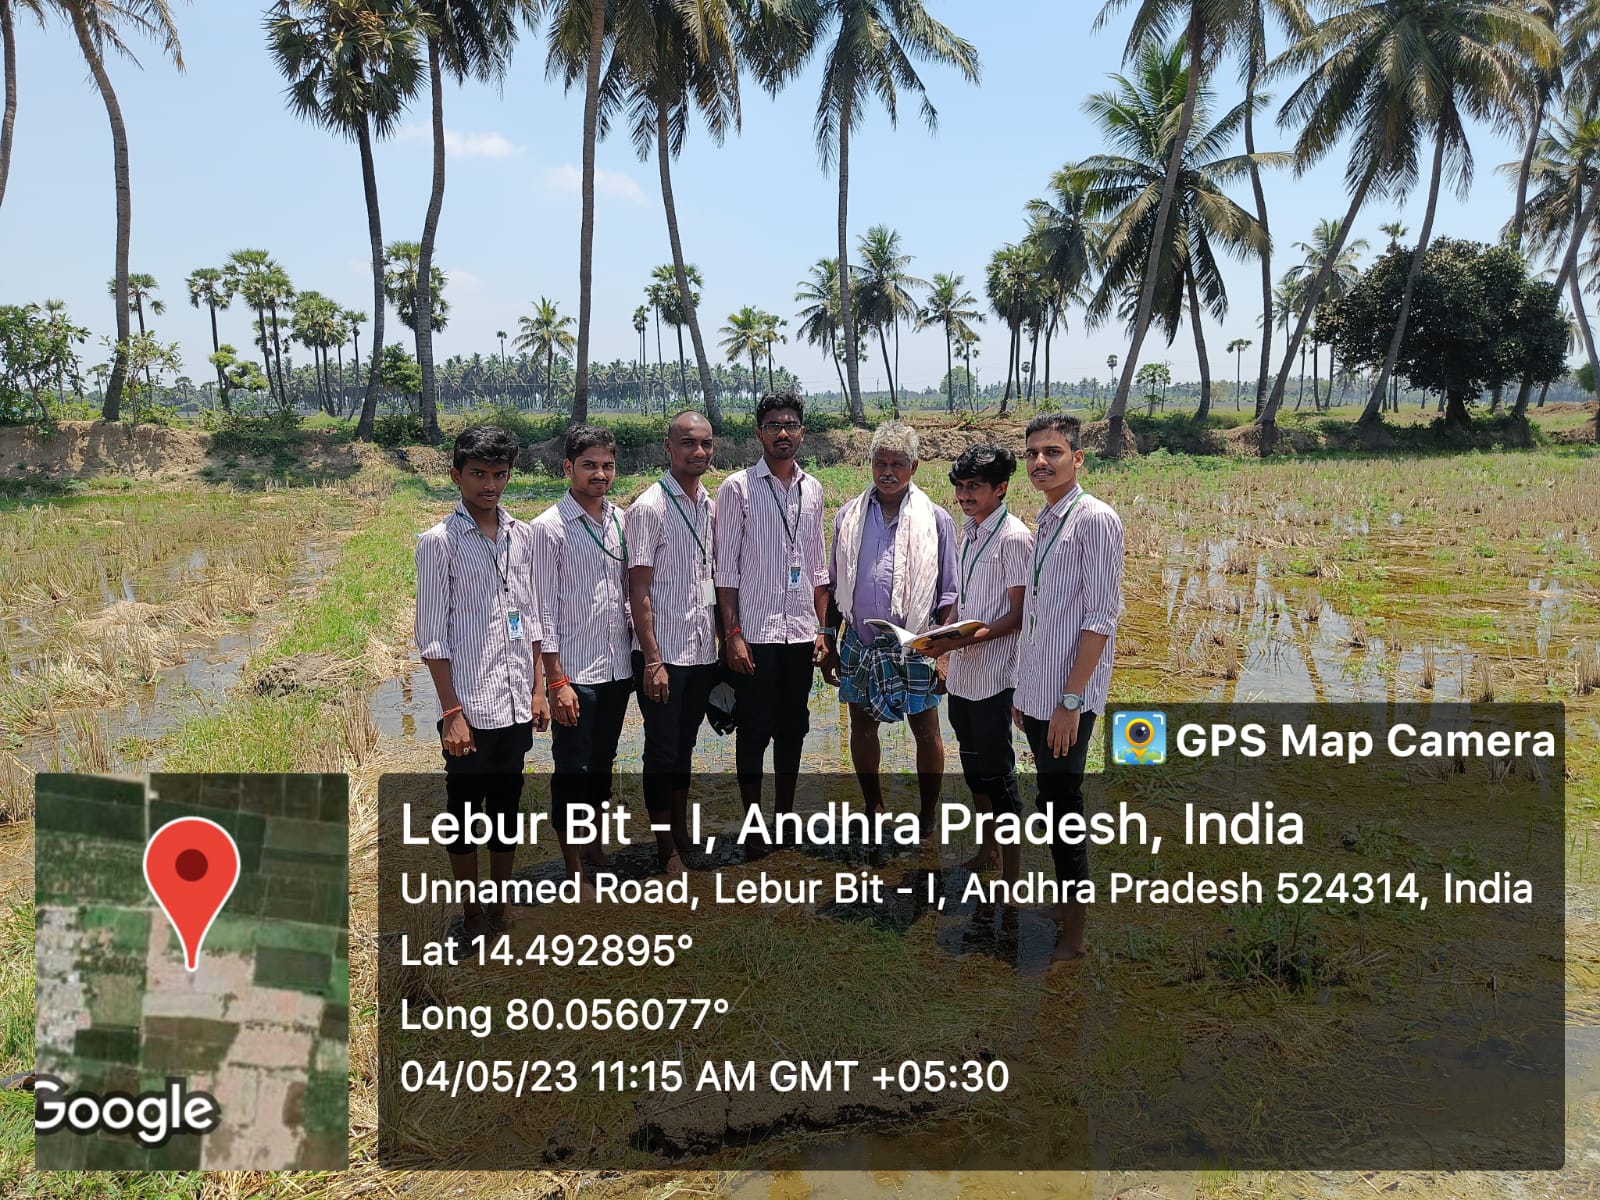 GPS Map Camera
Lebur Bit - I, Andhra Pradesh, India
Unnamed Road, Lebur Bit - I, Andhra Pradesh 524314, India
Lat 14.492895°
Long 80.056077°
04/05/23 11:15 AM GMT +05:30
Google